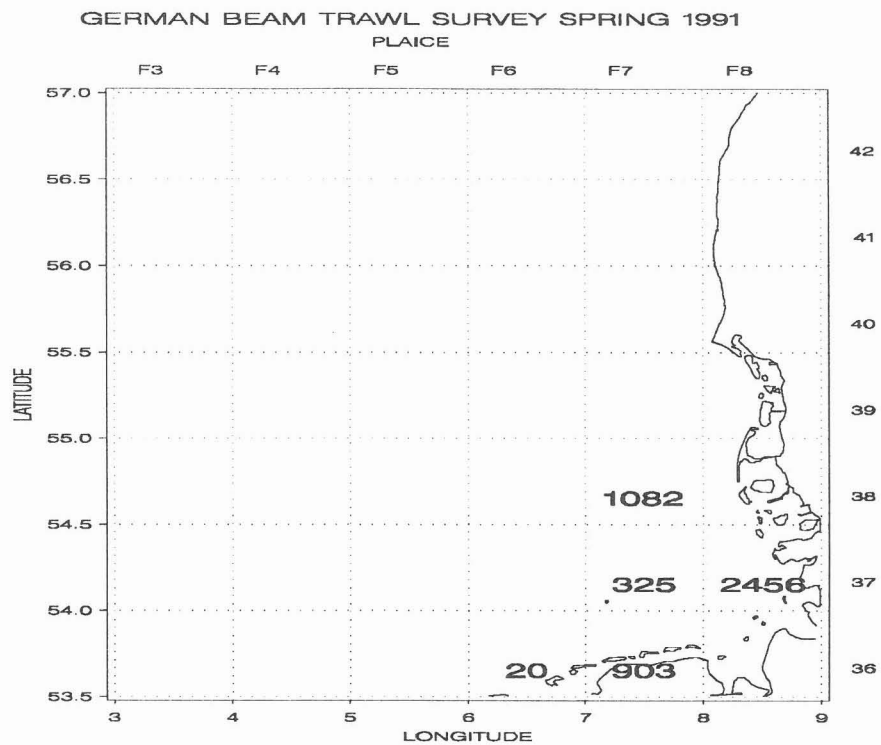 GERMAN BEAM TRAWL SURVEY SPRING 1991
PLAICE
F3 F4 F5 F6 F7 F8
57.0
42
56.5
41
56.0
40
55.5
39
55.0
1082 38
54.5
325 2456 37
54.0
20 903 36
53.5
3 4 5 6 7 8 9
LATITUDE
LONGITUDE